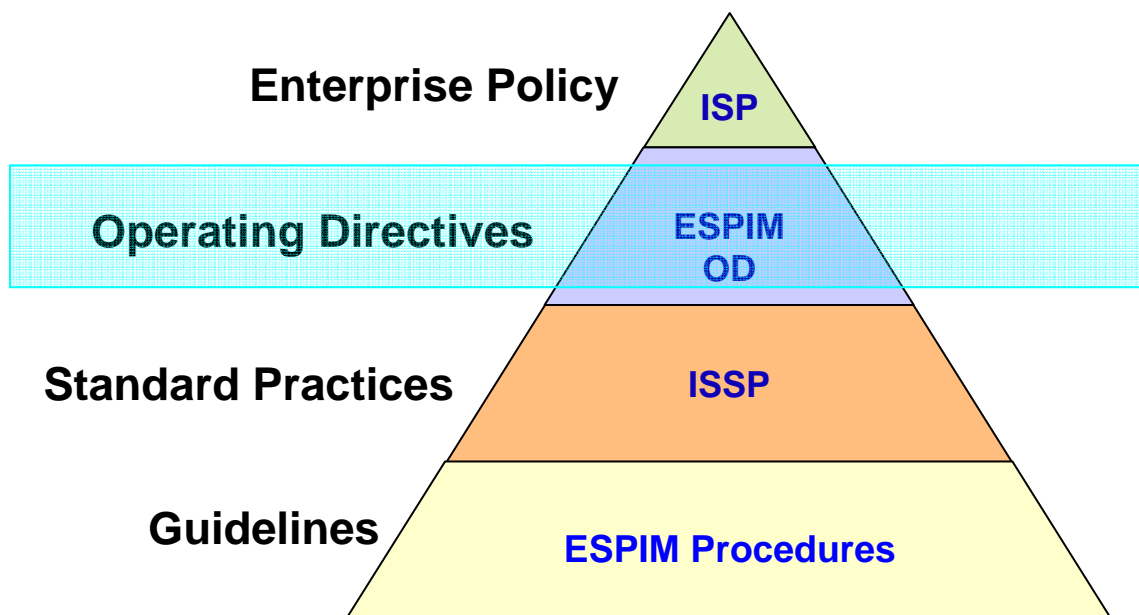 Enterprise Policy
ISP
Operating Directives
ESPIM
OD
Standard Practices
ISSP
Guidelines
ESPIM Procedures